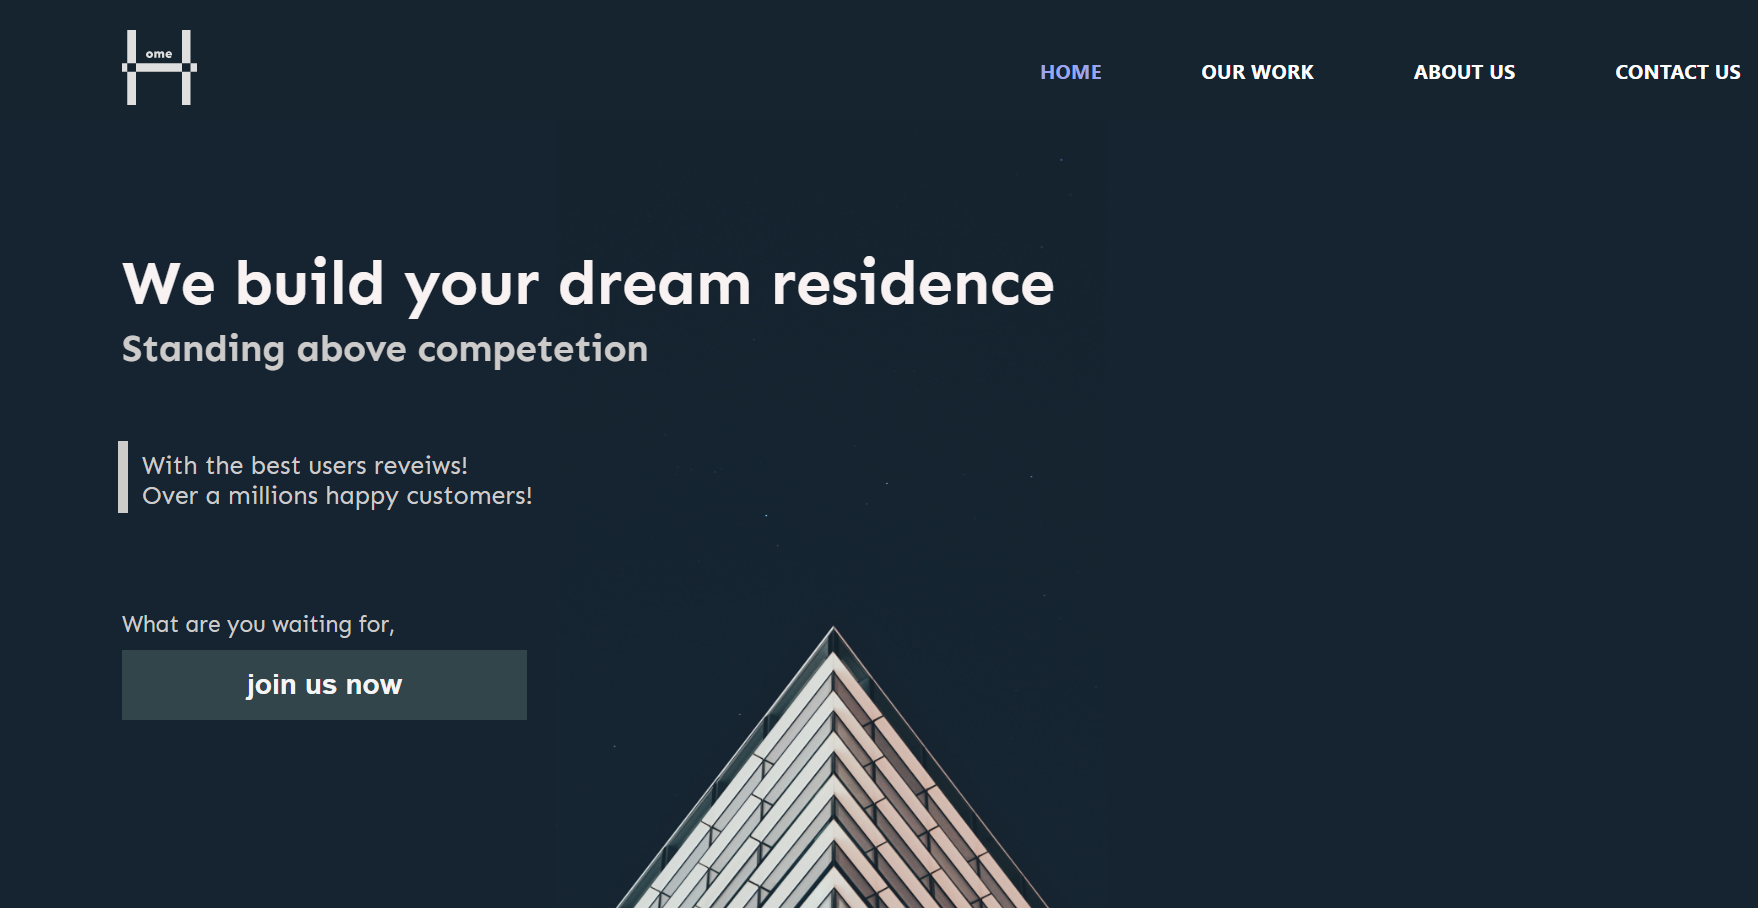 Home
HOME OUR WORK ABOUT US CONTACT US
We build your dream residence
Standing above competetion
With the best users reveiws!
Over a millions happy customers!
What are you waiting for,
join us now